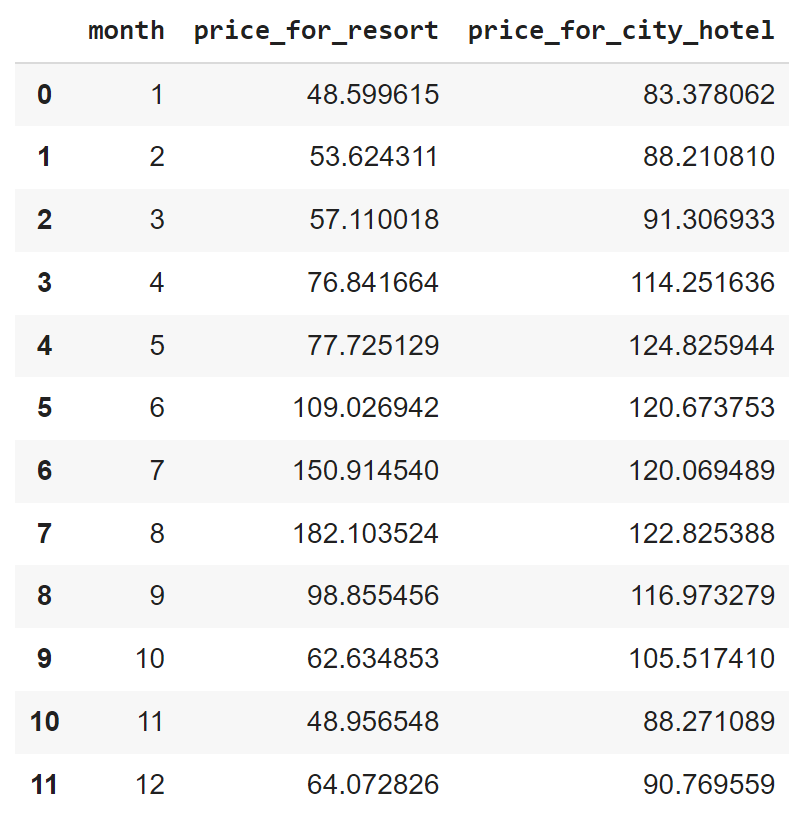 month price_for_resort price_for_city_hotel
0 1 48.599615 83.378062
1 2 53.624311 88.210810
2 3 57.110018 91.306933
3 4 76.841664 114.251636
4 5 77.725129 124.825944
5 6 109.026942 120.673753
6 7 150.914540 120.069489
7 8 182.103524 122.825388
8 9 98.855456 116.973279
9 10 62.634853 105.517410
10 11 48.956548 88.271089
11 12 64.072826 90.769559